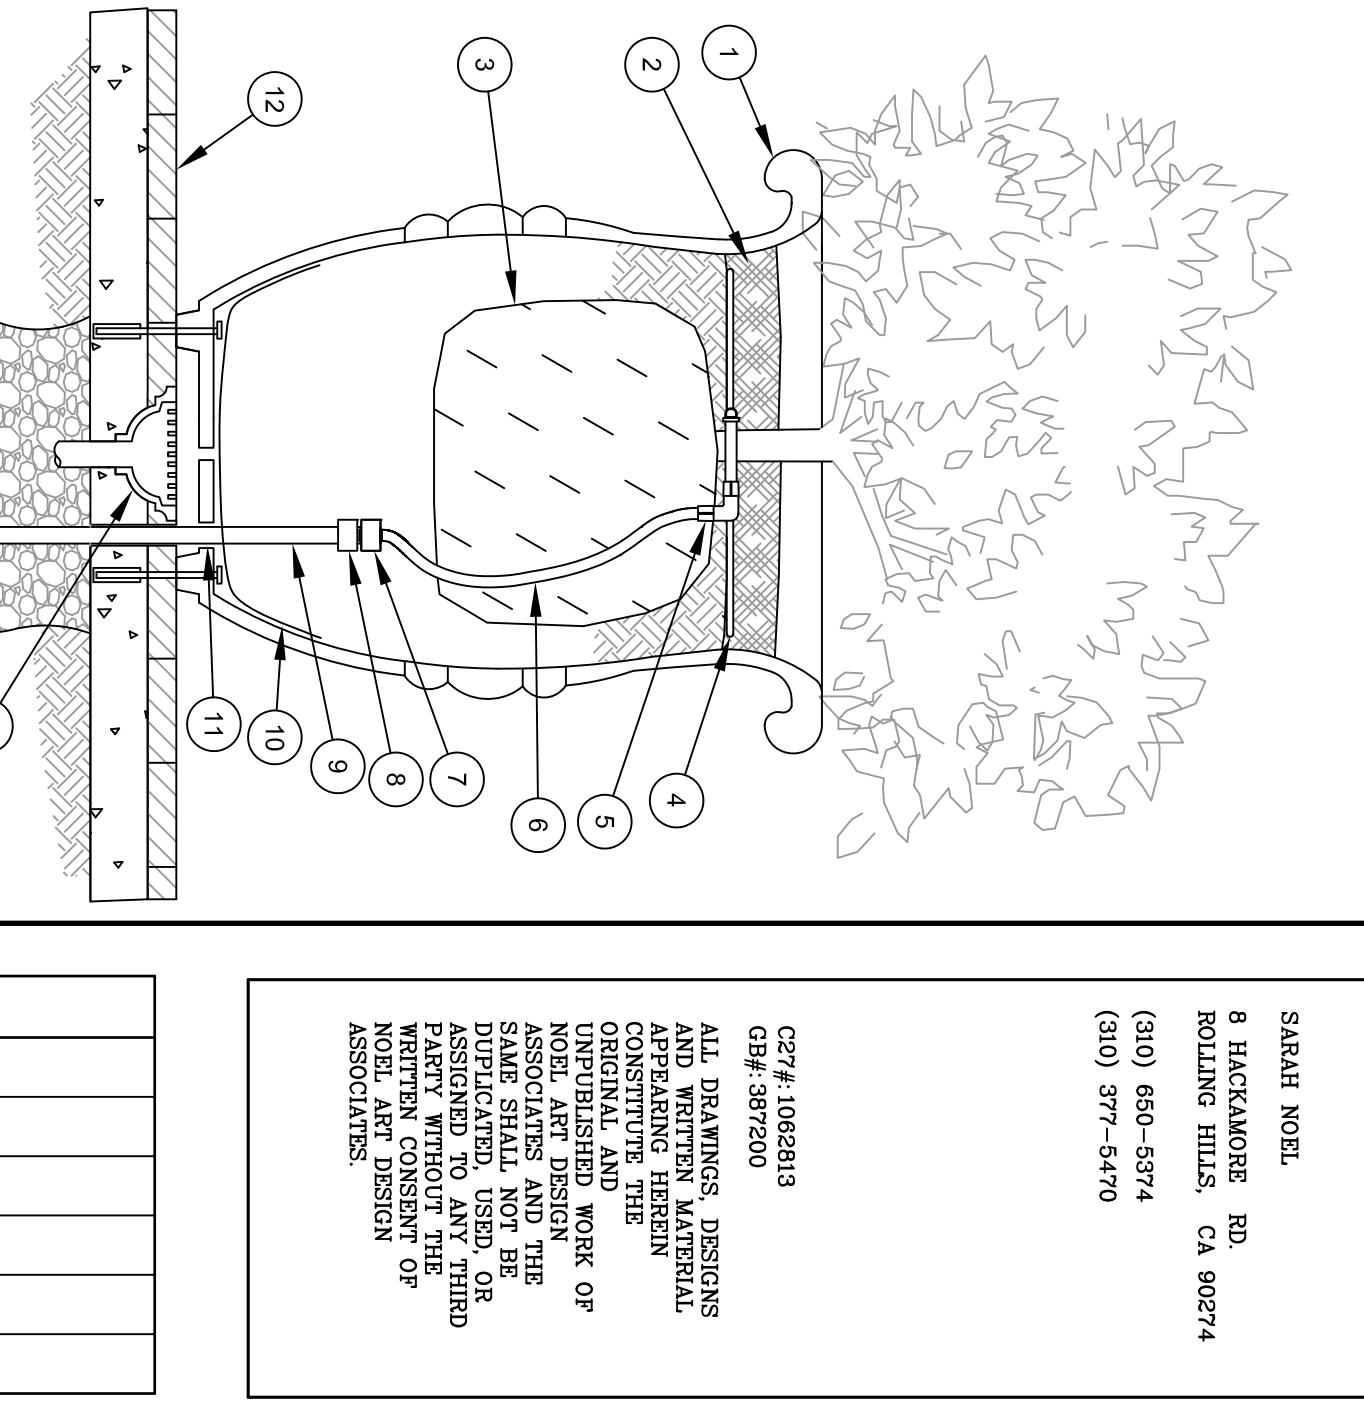 1
2
3
4
5
6
7
8
9
10
11
12
SARAH NOEL
8 HACKAMORE RD.
ROLLING HILLS, CA 90274
(310) 650-5374
(310) 377-5470
C27#:1062813
GB#:387200
ALL DRAWINGS, DESIGNS
AND WRITTEN MATERIAL
APPEARING HEREIN
CONSTITUTE THE
ORIGINAL AND
UNPUBLISHED WORK OF
NOEL ART DESIGN
ASSOCIATES AND THE
SAME SHALL NOT BE
DUPLICATED, USED, OR
ASSIGNED TO ANY THIRD
PARTY WITHOUT THE
WRITTEN CONSENT OF
NOEL ART DESIGN
ASSOCIATES.